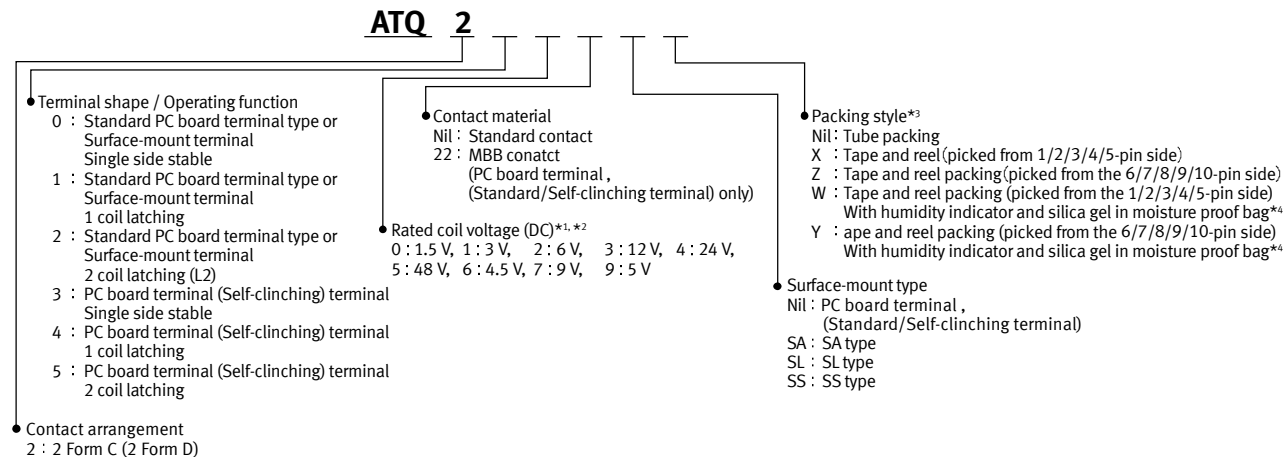 ATQ 2
Terminal shape / Operating function
0 : Standard PC board terminal type or
Surface-mount terminal
Single side stable
1 : Standard PC board terminal type or
Surface-mount terminal
1 coil latching
2 : Standard PC board terminal type or
Surface-mount terminal
2 coil latching (L2)
3 : PC board terminal (Self-clinching) terminal
Single side stable
4 : PC board terminal (Self-clinching) terminal
1 coil latching
5 : PC board terminal (Self-clinching) terminal
2 coil latching
Contact arrangement
2 : 2 Form C (2 Form D)
Contact material
Nil : Standard contact
22 : MBB conatct
(PC board terminal ,
(Standard/Self-clinching terminal) only)
Rated coil voltage (DC)*1, *2
0 : 1.5 V, 1 : 3 V, 2 : 6 V, 3 : 12 V, 4 : 24 V,
5 : 48 V, 6 : 4.5 V, 7 : 9 V, 9 : 5 V
Packing style*3
Nil : Tube packing
X : Tape and reel(picked from 1/2/3/4/5-pin side)
Z : Tape and reel packing(picked from the 6/7/8/9/10-pin side)
W : Tape and reel packing (picked from the 1/2/3/4/5-pin side)
With humidity indicator and silica gel in moisture proof bag*4
Y : ape and reel packing (picked from the 6/7/8/9/10-pin side)
With humidity indicator and silica gel in moisture proof bag*4
Surface-mount type
Nil : PC board terminal ,
(Standard/Self-clinching terminal)
SA : SA type
SL : SL type
SS : SS type